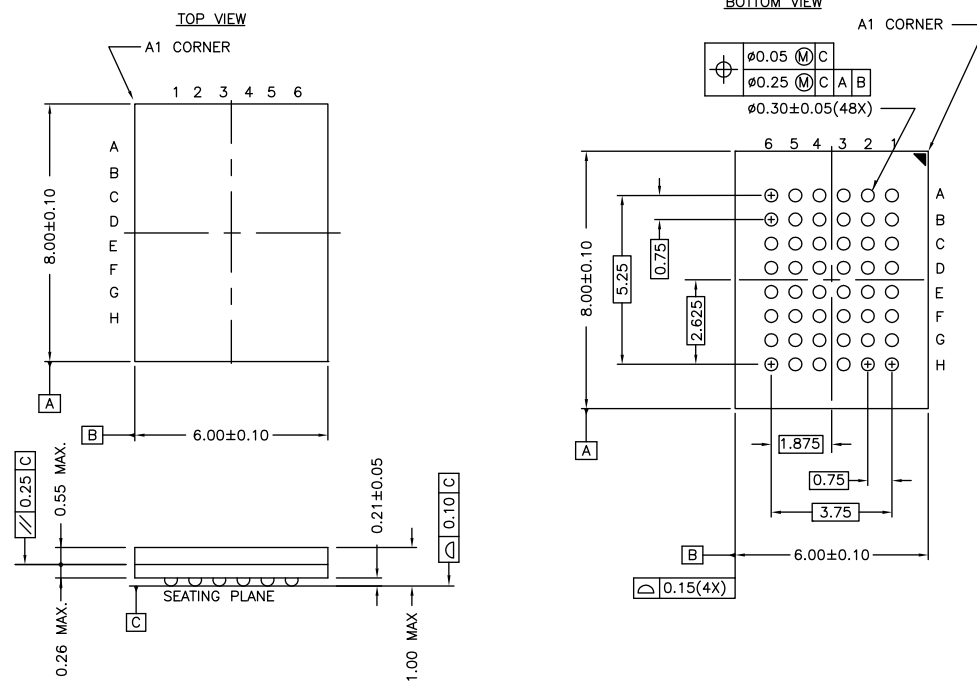 TOP VIEW
A1 CORNER
1 2 3 4 5 6
A
B
C
D
E
F
G
H
8.00±0.10
A
B
6.00±0.10
// 0.25 C
0.55 MAX.
0.21±0.05
⌓ 0.10 C
SEATING PLANE
C
0.26 MAX.
1.00 MAX
BOTTOM VIEW
A1 CORNER
⌖ ⌀0.05 Ⓜ C
⌀0.25 Ⓜ C A B
⌀0.30±0.05(48X)
6 5 4 3 2 1
A
B
C
D
E
F
G
H
8.00±0.10
5.25
0.75
2.625
A
1.875
0.75
3.75
B
6.00±0.10
⌓ 0.15(4X)